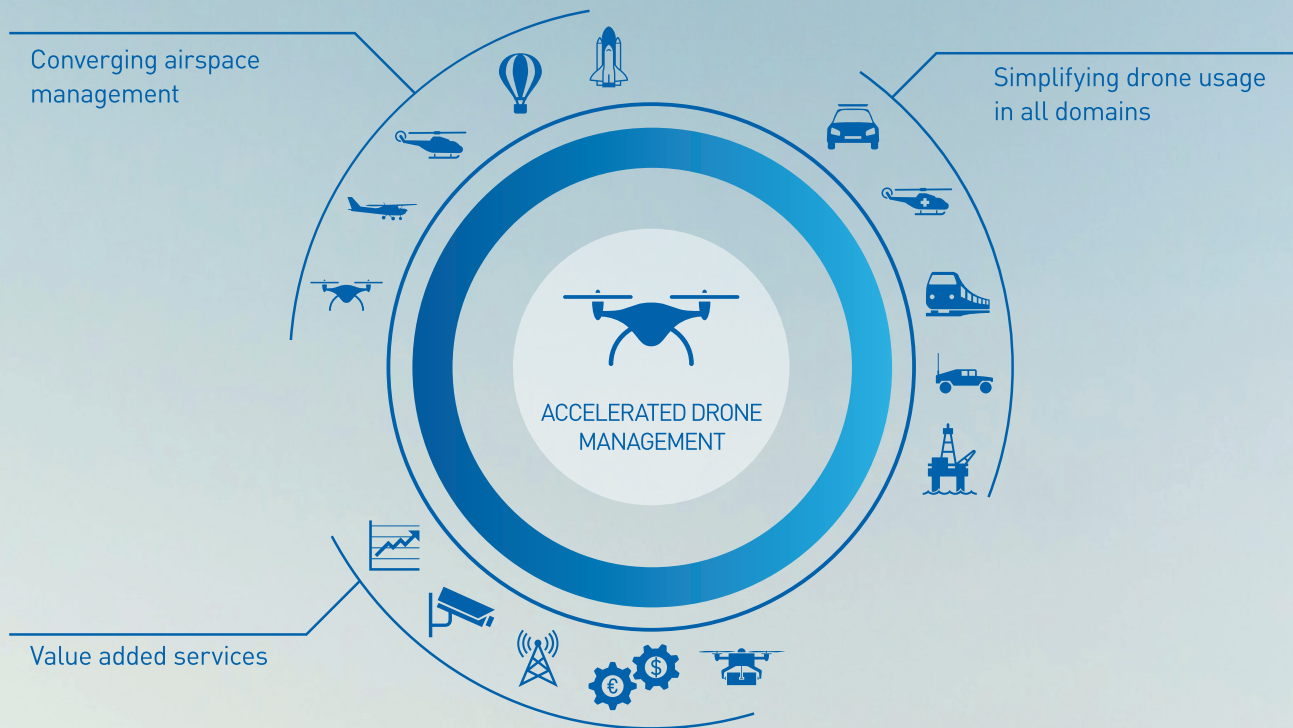 Converging airspace
management
Simplifying drone usage
in all domains
ACCELERATED DRONE
MANAGEMENT
€
$
Value added services